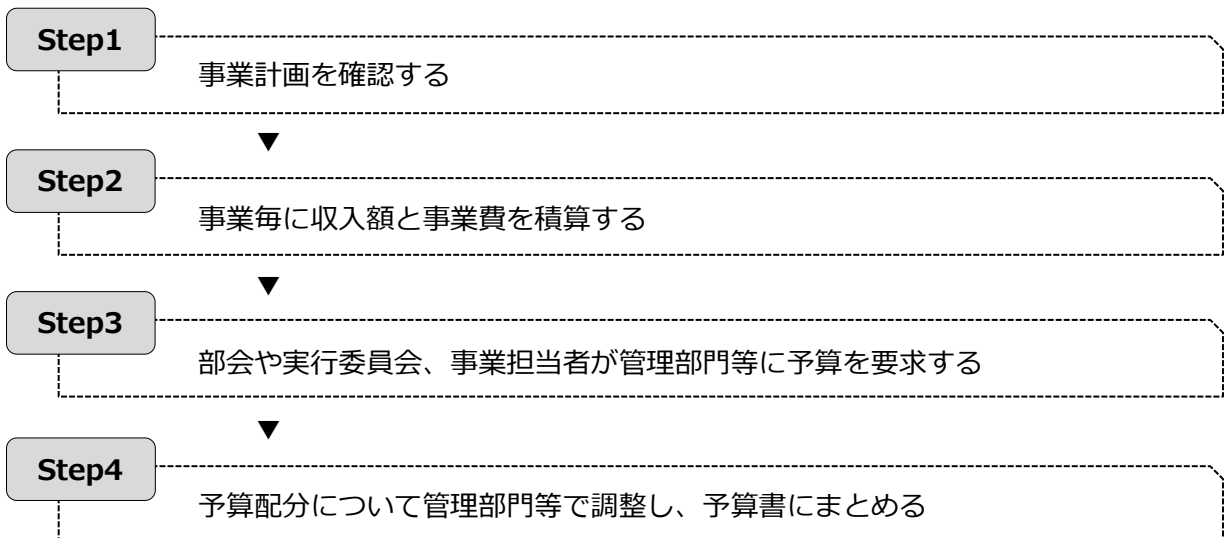 Step1
事業計画を確認する
▼
Step2
事業毎に収入額と事業費を積算する
▼
Step3
部会や実行委員会、事業担当者が管理部門等に予算を要求する
▼
Step4
予算配分について管理部門等で調整し、予算書にまとめる